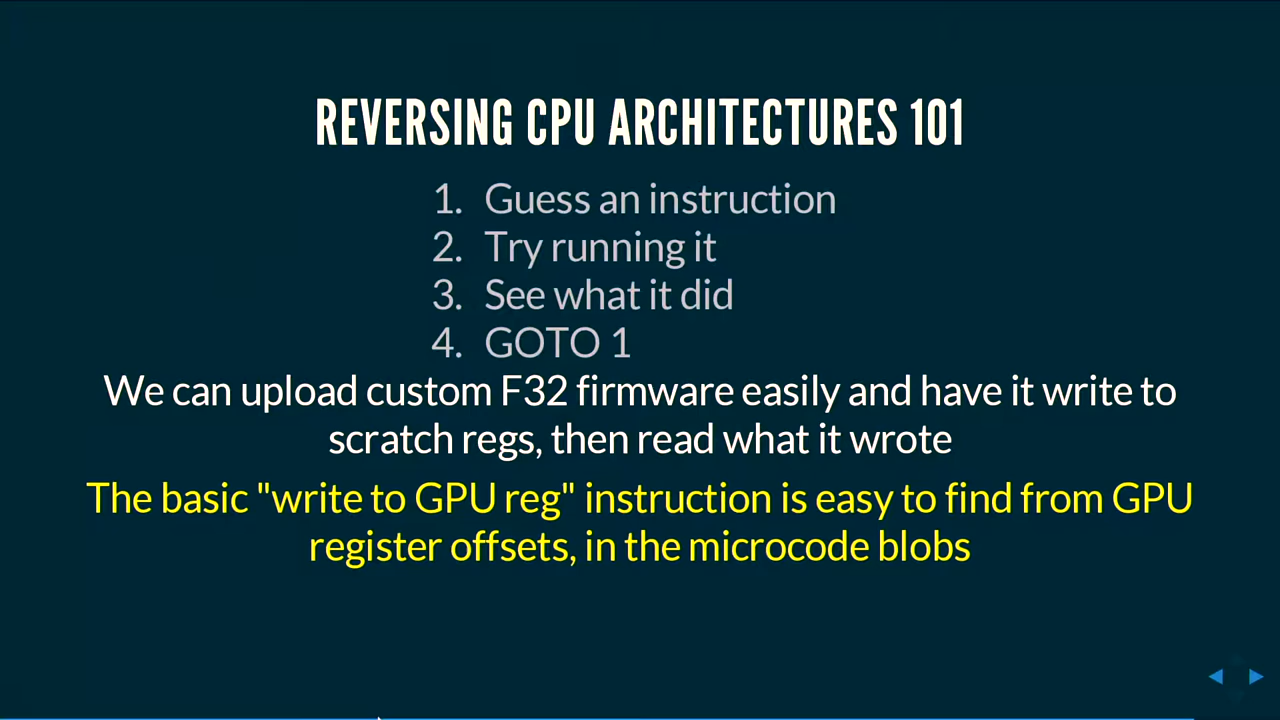 REVERSING CPU ARCHITECTURES 101
1. Guess an instruction
2. Try running it
3. See what it did
4. GOTO 1
We can upload custom F32 firmware easily and have it write to
scratch regs, then read what it wrote
The basic "write to GPU reg" instruction is easy to find from GPU
register offsets, in the microcode blobs